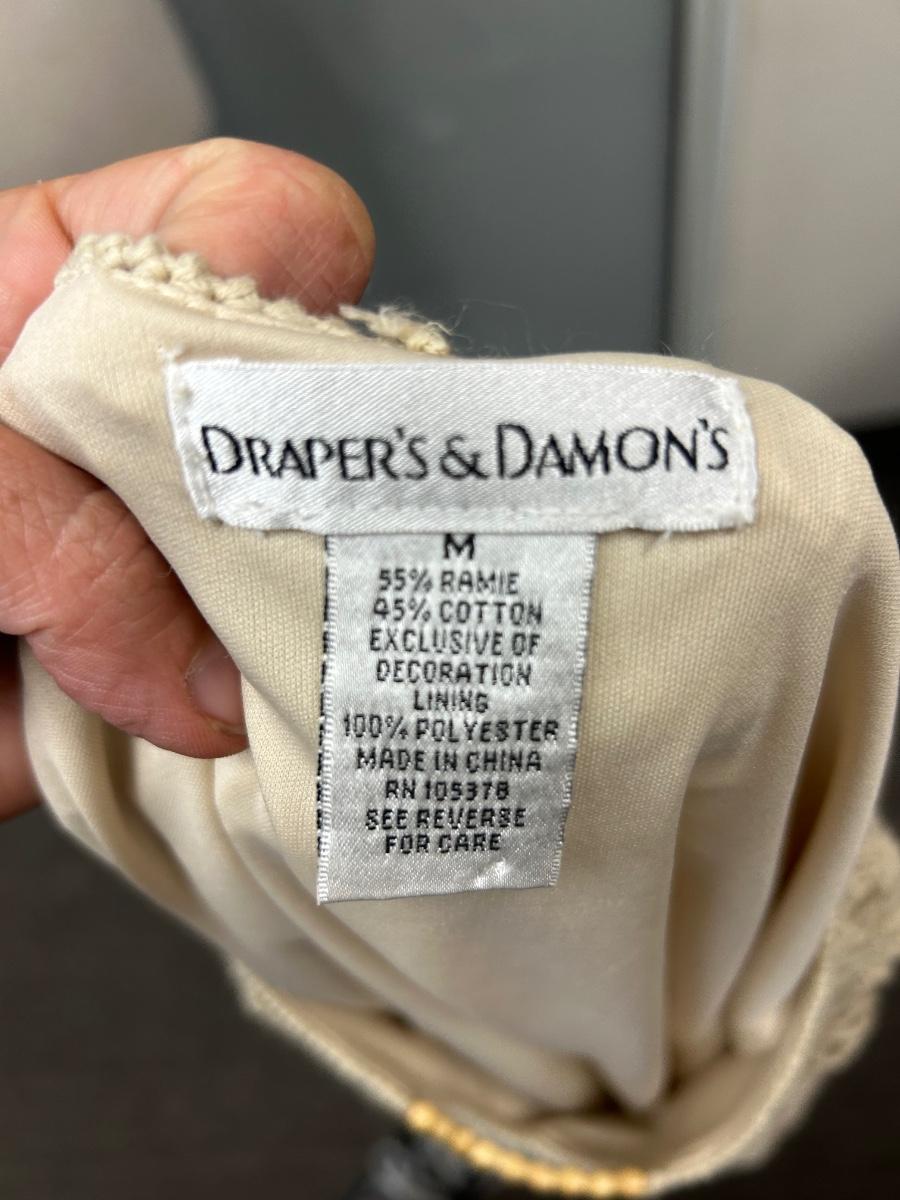 DRAPER'S & DAMON'S
M
55% RAMIE
45% COTTON
EXCLUSIVE OF
DECORATION
LINING
100% POLYESTER
MADE IN CHINA
RN 105378
SEE REVERSE
FOR CARE